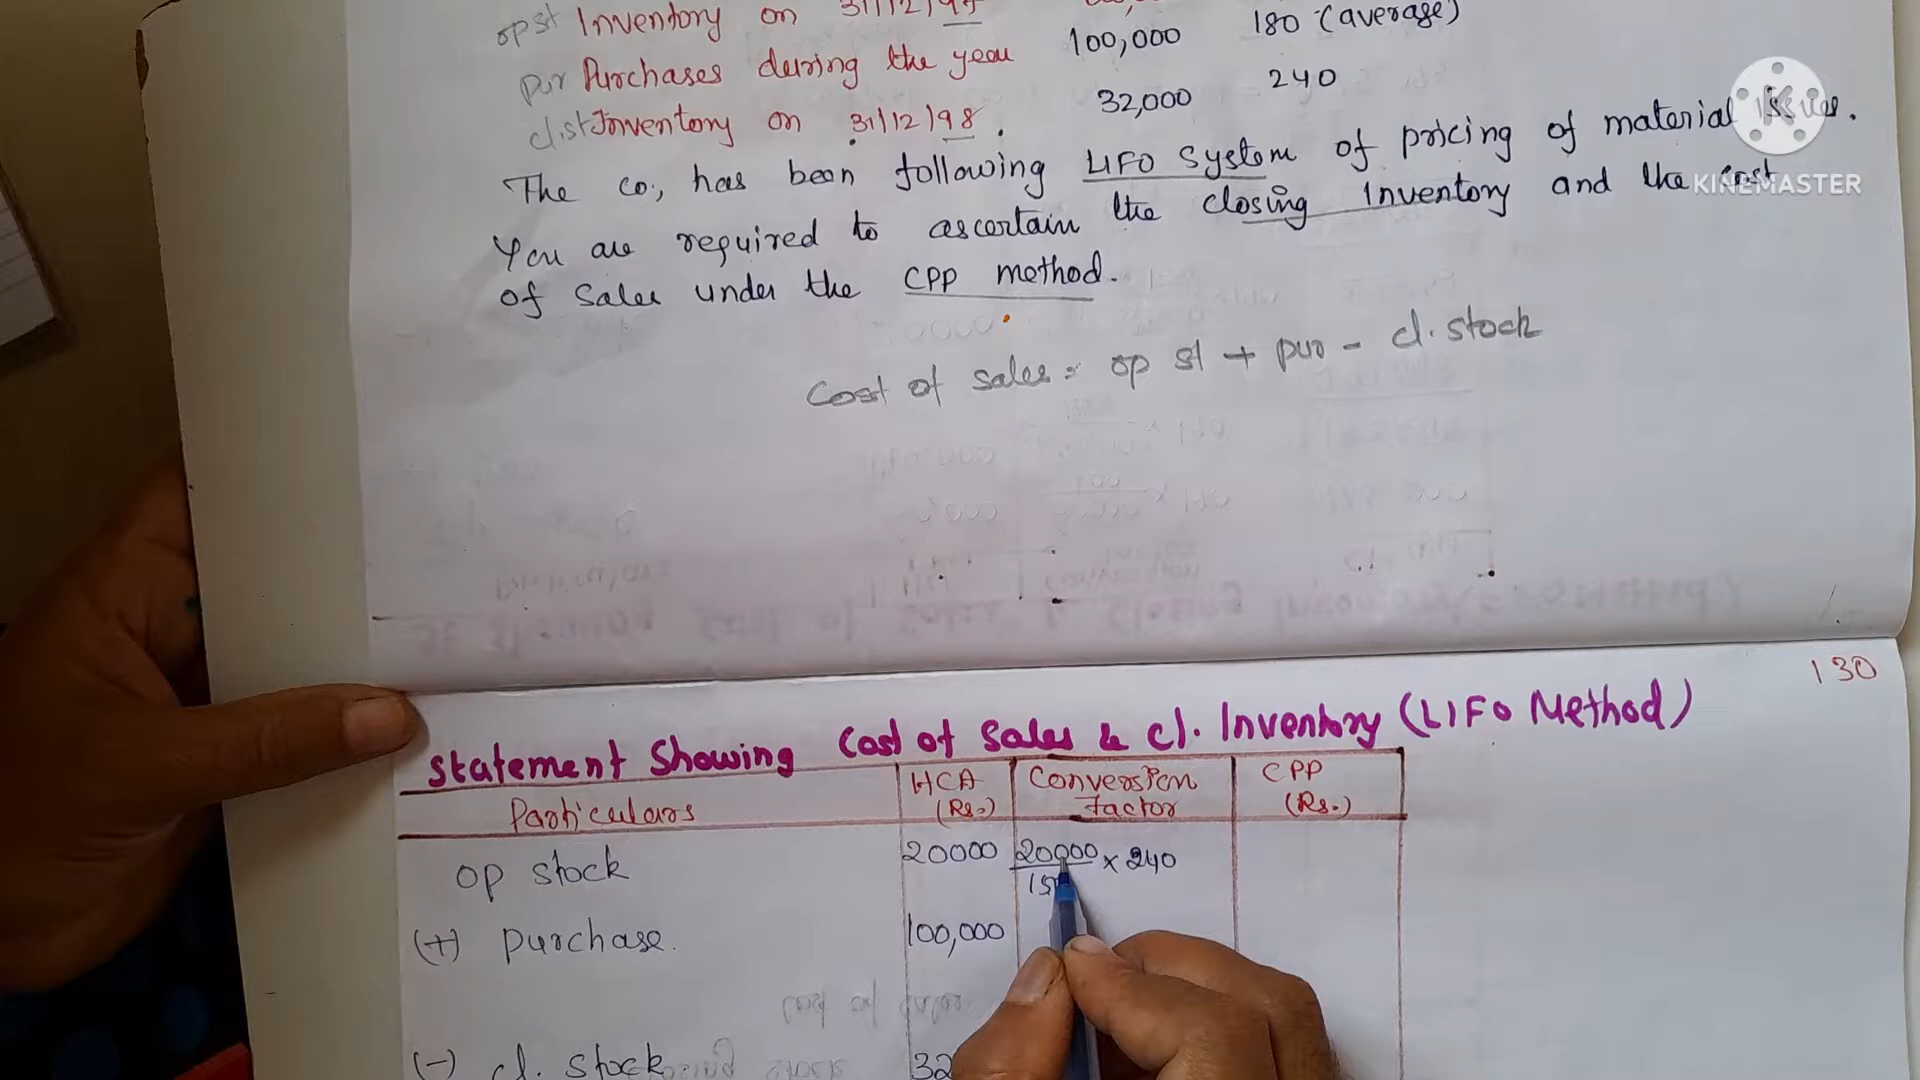 op st Inventory on 31/12/97
pur Purchases during the year 100,000 180 (average)
cl.st Inventory on 31/12/98. 32,000 240
The co., has been following LIFO system of pricing of material issues.
You are required to ascertain the closing Inventory and the cost
of sales under the CPP method.
Cost of sales = op st + pur - cl. stock
KINEMASTER
130
Statement Showing Cost of Sales & cl. Inventory (LIFO Method)
Particulars HCA (Rs.) Conversion factor CPP (Rs.)
op stock 20000 20000 × 240
(+) purchase. 100,000
(-) cl. stock 32